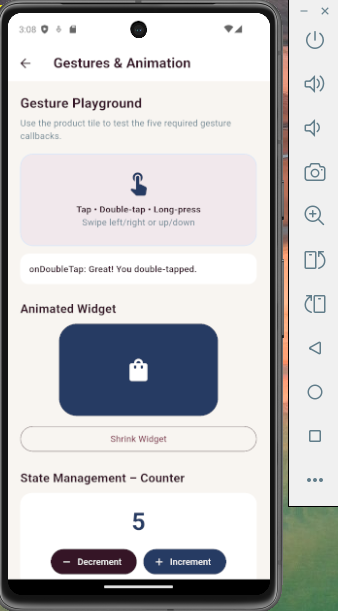 3:08
Gestures & Animation
Gesture Playground
Use the product tile to test the five required gesture
callbacks.
Tap • Double-tap • Long-press
Swipe left/right or up/down
onDoubleTap: Great! You double-tapped.
Animated Widget
Shrink Widget
State Management – Counter
5
− Decrement + Increment